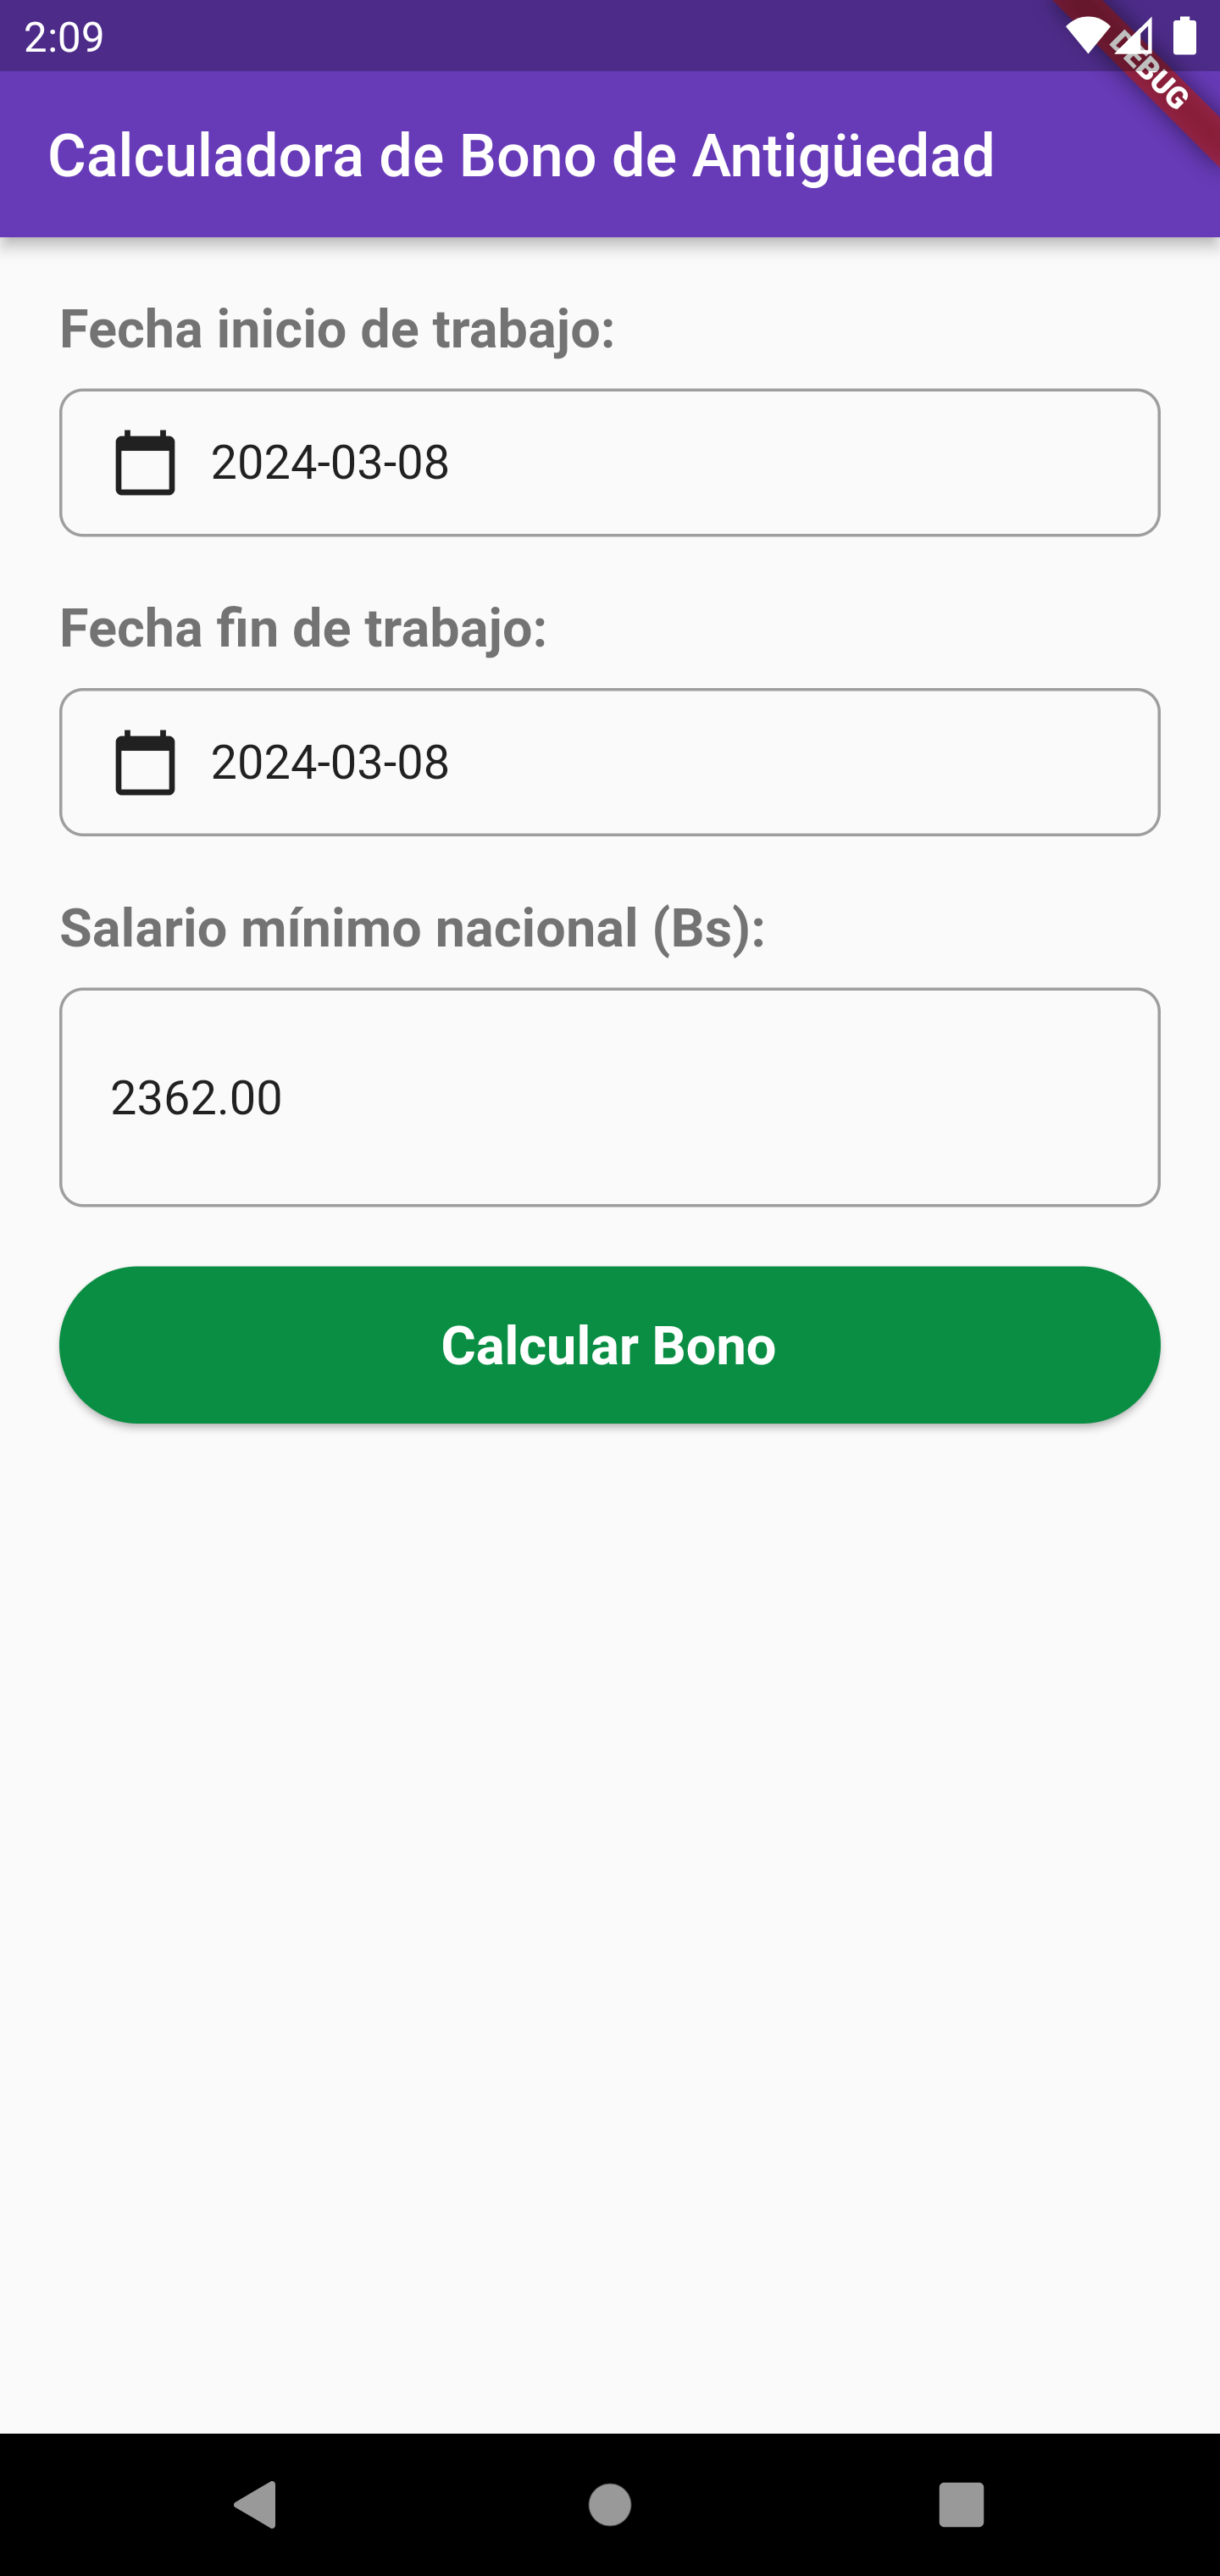 2:09
DEBUG
Calculadora de Bono de Antigüedad
Fecha inicio de trabajo:
2024-03-08
Fecha fin de trabajo:
2024-03-08
Salario mínimo nacional (Bs):
2362.00
Calcular Bono